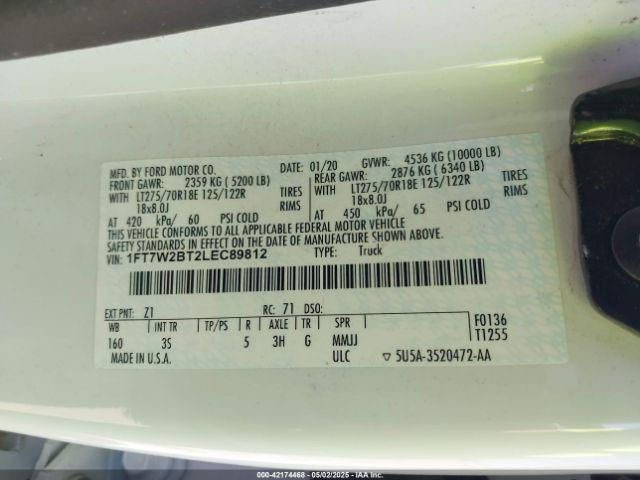 MFD. BY FORD MOTOR CO. DATE: 01/20 GVWR: 4536 KG (10000 LB)
FRONT GAWR: 2359 KG ( 5200 LB) REAR GAWR: 2876 KG ( 6340 LB)
WITH LT275/70R18E 125/122R TIRES WITH LT275/70R18E 125/122R TIRES
18x8.0J RIMS 18x8.0J RIMS
AT 420 kPa/ 60 PSI COLD AT 450 kPa/ 65 PSI COLD
THIS VEHICLE CONFORMS TO ALL APPLICABLE FEDERAL MOTOR VEHICLE
SAFETY AND THEFT PREVENTION STANDARDS IN EFFECT ON THE DATE OF MANUFACTURE SHOWN ABOVE.
VIN: 1FT7W2BT2LEC89812 TYPE: Truck
EXT PNT: Z1 RC: 71 DSO:
WB INT TR TP/PS R AXLE TR SPR F0136
160 3S 5 3H G MMJJ T1255
MADE IN U.S.A. ULC ▽ 5U5A-3520472-AA
000-42174468 - 05/02/2025 - IAA Inc.